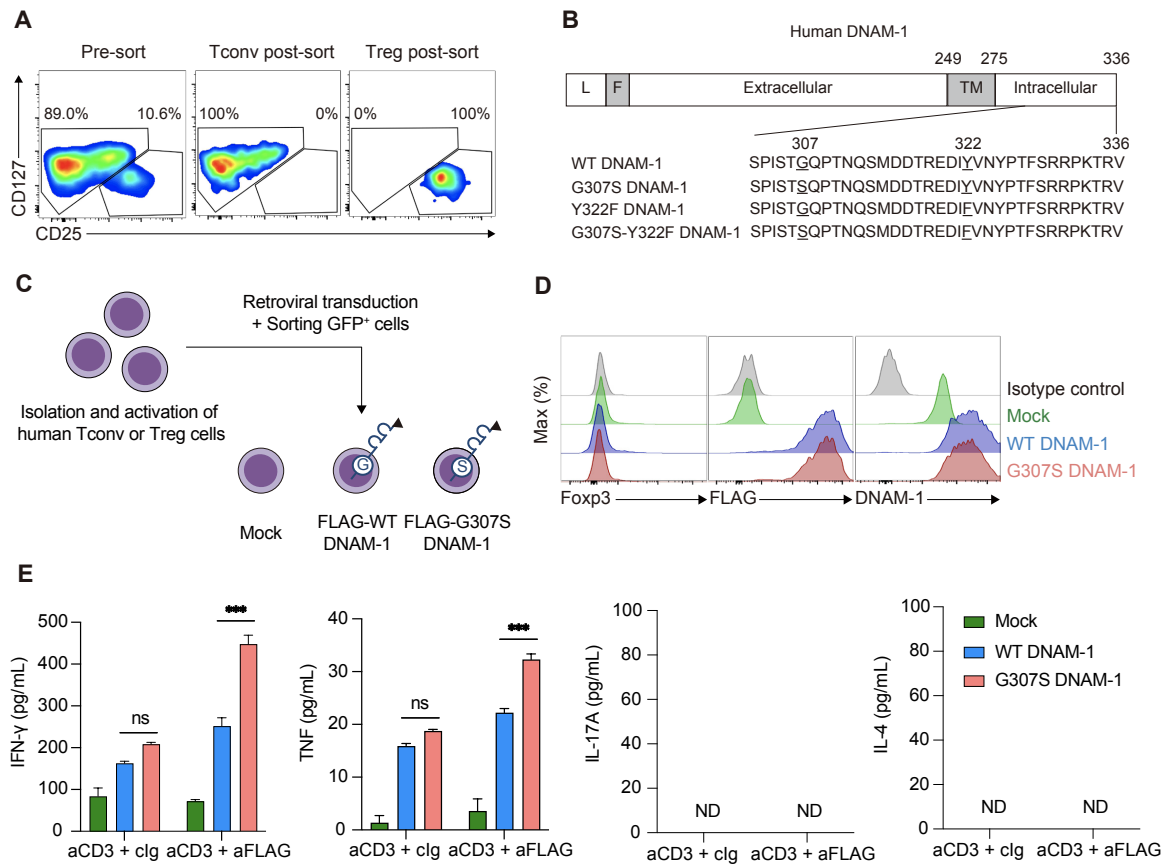 A
Pre-sort
Tconv post-sort
Treg post-sort
89.0%
10.6%
100%
0%
0%
100%
CD127
CD25
B
Human DNAM-1
249
275
336
L
F
Extracellular
TM
Intracellular
307
322
336
WT DNAM-1 SPISTGQPTNQSMDDTREDIYVNYPTFSRRPKTRV
G307S DNAM-1 SPISTSQPTNQSMDDTREDIYVNYPTFSRRPKTRV
Y322F DNAM-1 SPISTGQPTNQSMDDTREDIFVNYPTFSRRPKTRV
G307S-Y322F DNAM-1 SPISTSQPTNQSMDDTREDIFVNYPTFSRRPKTRV
C
Retroviral transduction
+ Sorting GFP⁺ cells
Isolation and activation of
human Tconv or Treg cells
G
S
Mock
FLAG-WT
DNAM-1
FLAG-G307S
DNAM-1
D
Max (%)
Isotype control
Mock
WT DNAM-1
G307S DNAM-1
Foxp3
FLAG
DNAM-1
E
IFN-γ (pg/mL)
500
400
300
200
100
0
ns
***
aCD3 + cIg
aCD3 + aFLAG
TNF (pg/mL)
40
30
20
10
0
ns
***
aCD3 + cIg
aCD3 + aFLAG
IL-17A (pg/mL)
100
80
60
40
20
0
ND
ND
aCD3 + cIg
aCD3 + aFLAG
IL-4 (pg/mL)
100
80
60
40
20
0
ND
ND
aCD3 + cIg
aCD3 + aFLAG
Mock
WT DNAM-1
G307S DNAM-1